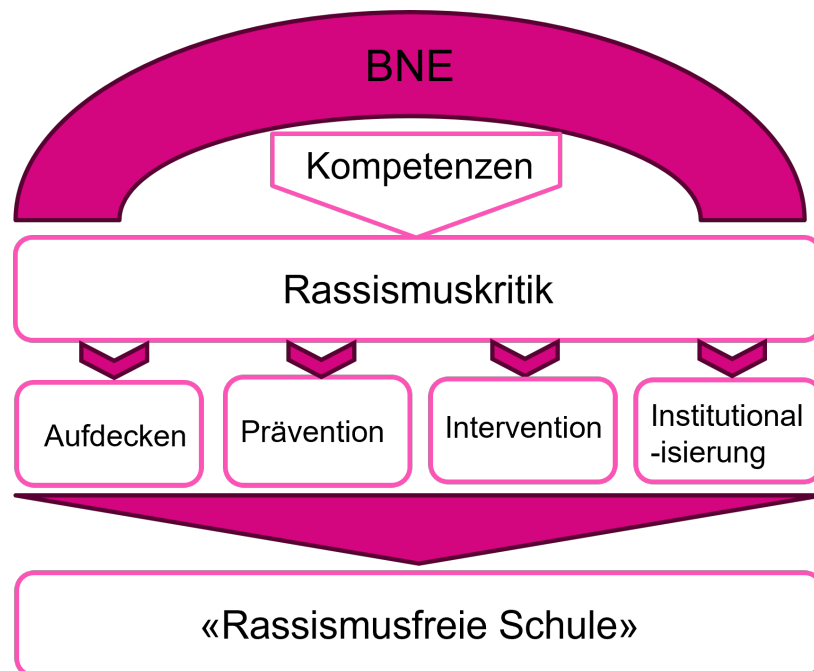 BNE
Kompetenzen
Rassismuskritik
Aufdecken
Prävention
Intervention
Institutional
-isierung
«Rassismusfreie Schule»